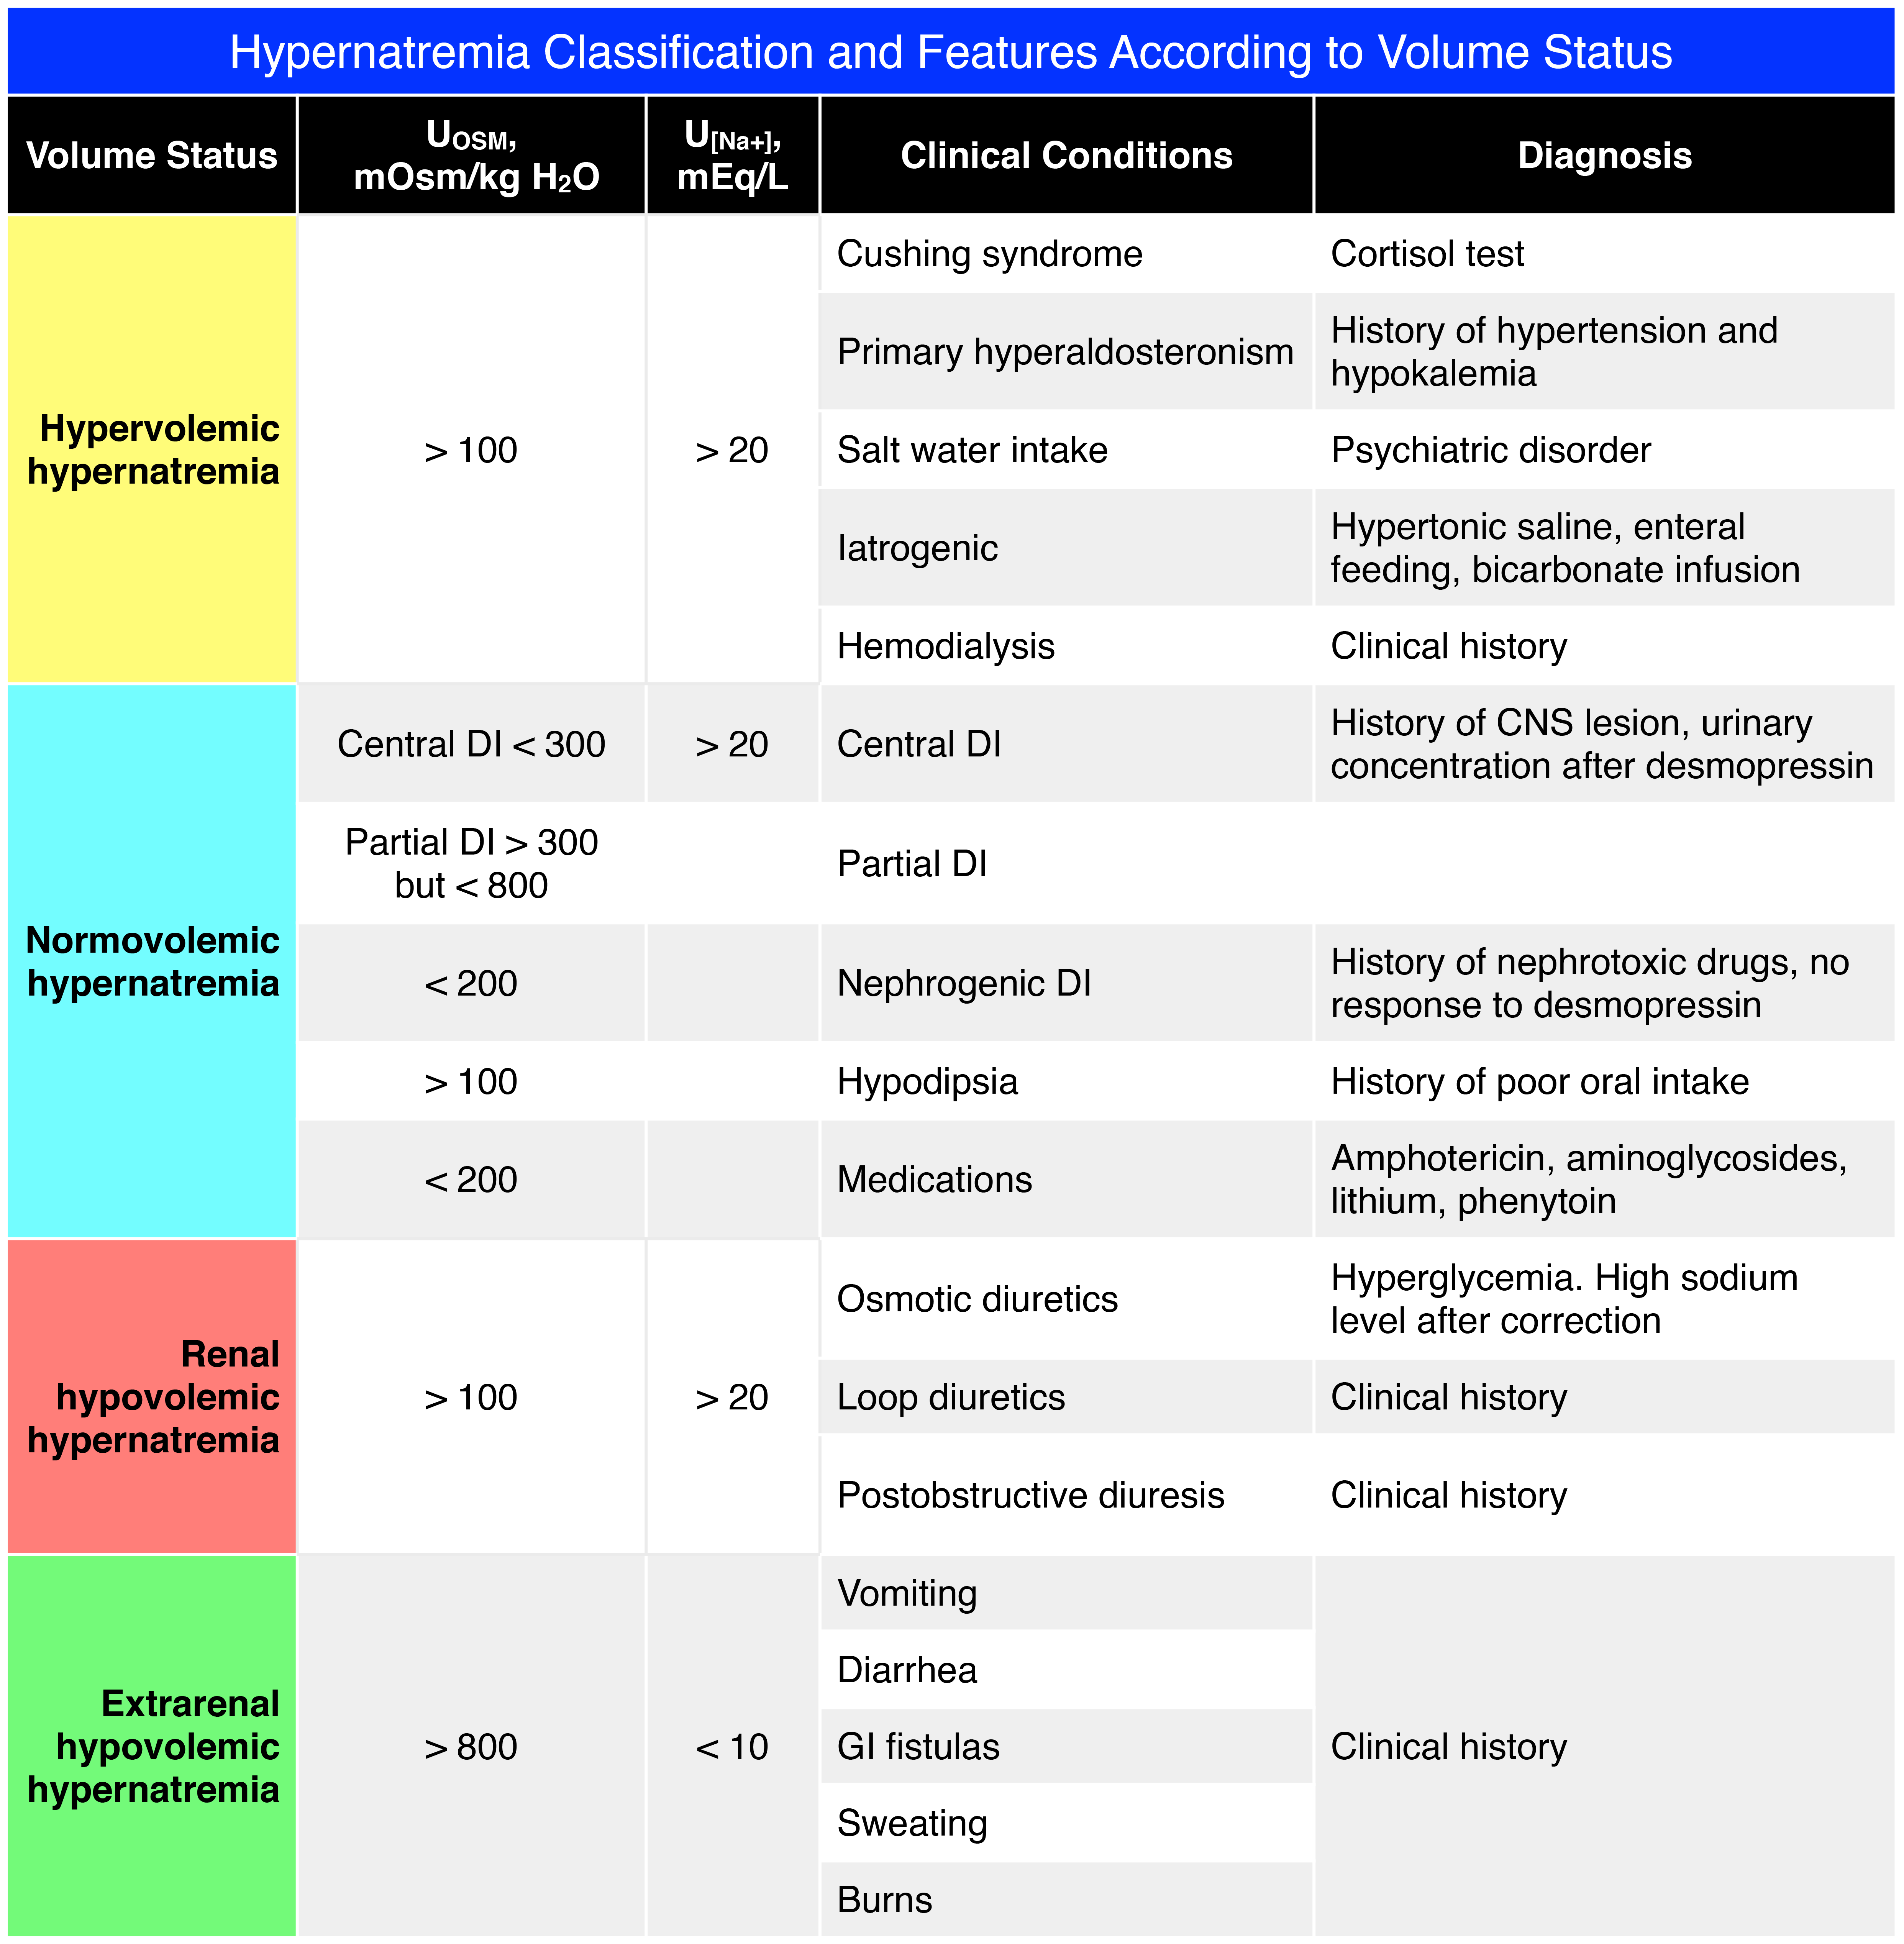 Hypernatremia Classification and Features According to Volume Status
Volume Status
UOSM,
mOsm/kg H₂O
U[Na+],
mEq/L
Clinical Conditions
Diagnosis
Hypervolemic
hypernatremia
> 100
> 20
Cushing syndrome
Cortisol test
Primary hyperaldosteronism
History of hypertension and
hypokalemia
Salt water intake
Psychiatric disorder
Iatrogenic
Hypertonic saline, enteral
feeding, bicarbonate infusion
Hemodialysis
Clinical history
Normovolemic
hypernatremia
Central DI < 300
> 20
Central DI
History of CNS lesion, urinary
concentration after desmopressin
Partial DI > 300
but < 800
Partial DI
< 200
Nephrogenic DI
History of nephrotoxic drugs, no
response to desmopressin
> 100
Hypodipsia
History of poor oral intake
< 200
Medications
Amphotericin, aminoglycosides,
lithium, phenytoin
Renal
hypovolemic
hypernatremia
> 100
> 20
Osmotic diuretics
Hyperglycemia. High sodium
level after correction
Loop diuretics
Clinical history
Postobstructive diuresis
Clinical history
Extrarenal
hypovolemic
hypernatremia
> 800
< 10
Vomiting
Diarrhea
GI fistulas
Sweating
Burns
Clinical history